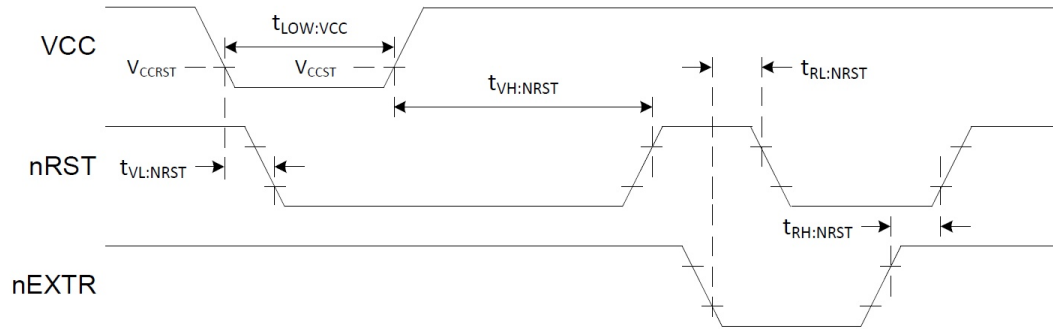 VCC
tLOW:VCC
VCCRST
VCCST
tVH:NRST
tRL:NRST
nRST
tVL:NRST
tRH:NRST
nEXTR